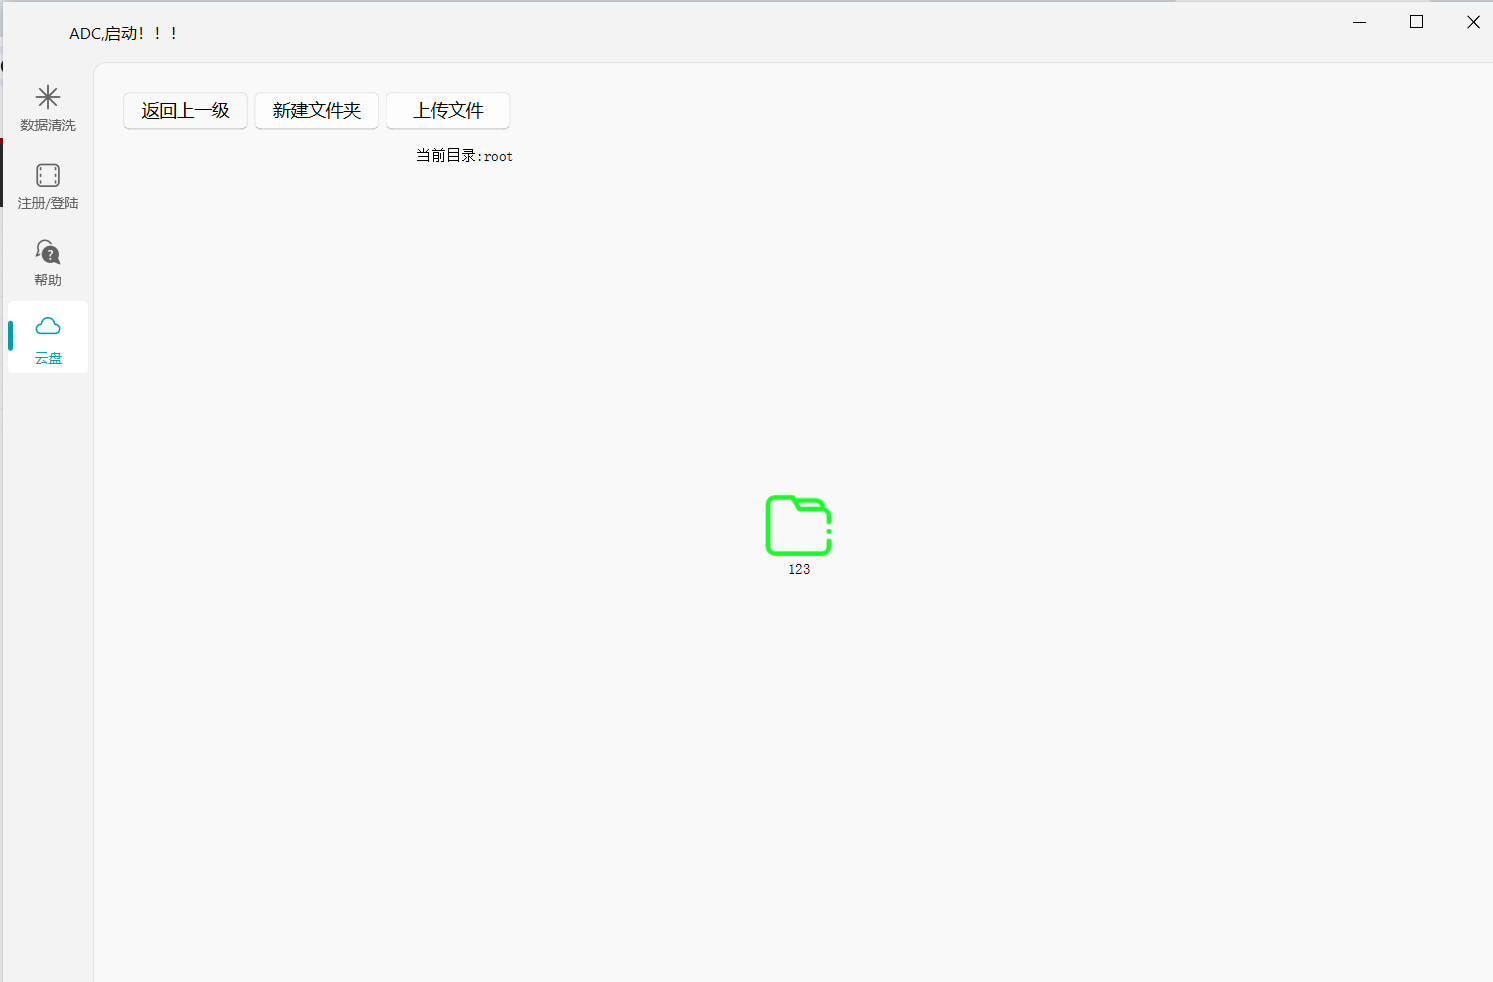 ADC,启动！！！
数据清洗
注册/登陆
帮助
云盘
返回上一级 新建文件夹 上传文件
当前目录:root
123